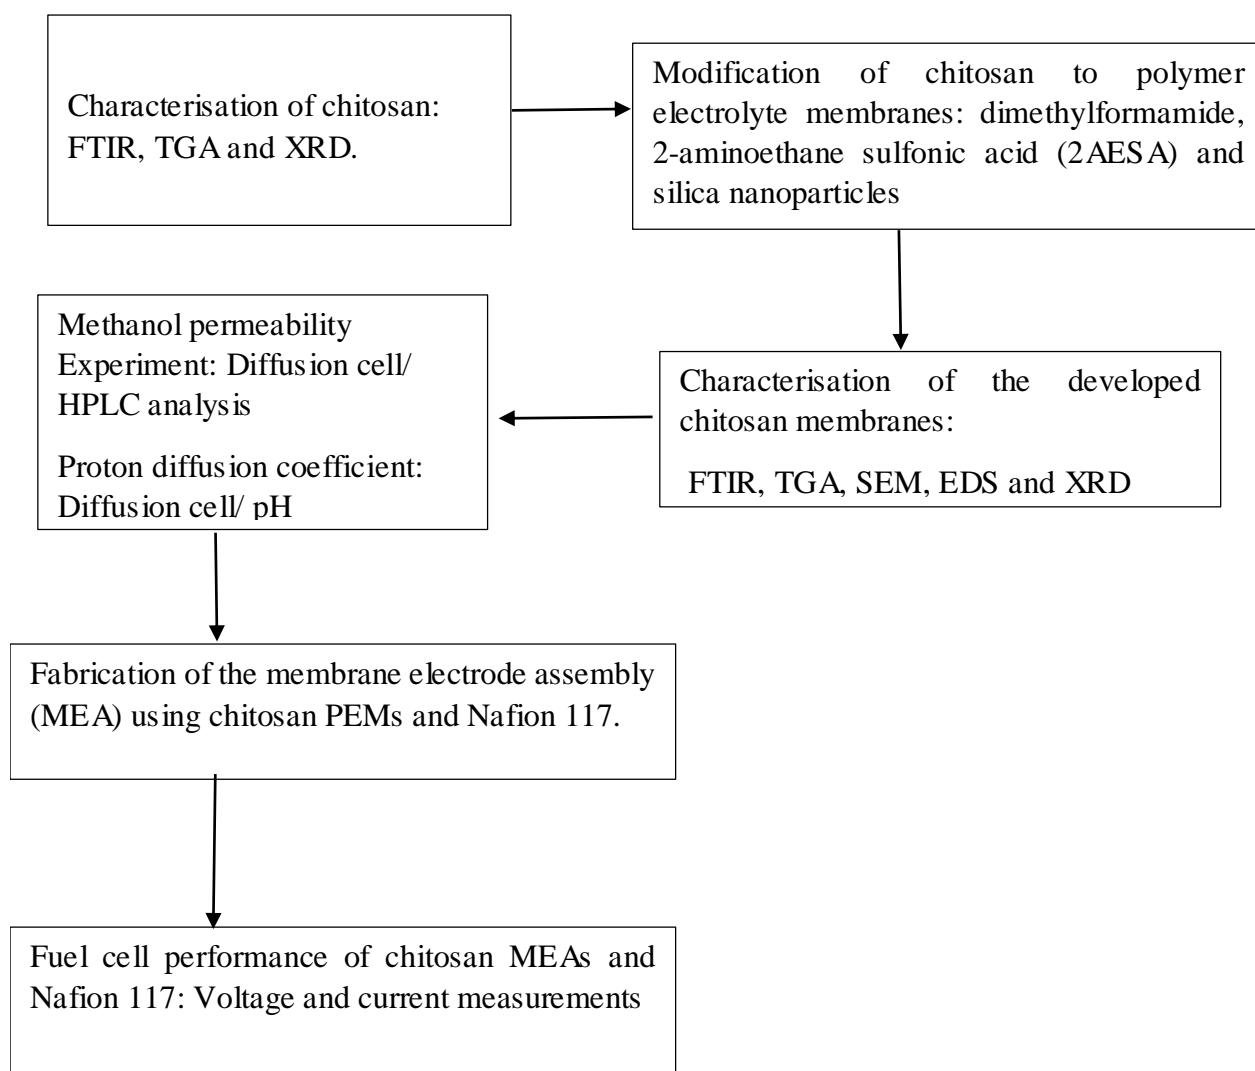 Characterisation of chitosan:
FTIR, TGA and XRD.
Modification of chitosan to polymer
electrolyte membranes: dimethylformamide,
2-aminoethane sulfonic acid (2AESA) and
silica nanoparticles
Characterisation of the developed
chitosan membranes:
FTIR, TGA, SEM, EDS and XRD
Methanol permeability
Experiment: Diffusion cell/
HPLC analysis
Proton diffusion coefficient:
Diffusion cell/ pH
Fabrication of the membrane electrode assembly
(MEA) using chitosan PEMs and Nafion 117.
Fuel cell performance of chitosan MEAs and
Nafion 117: Voltage and current measurements